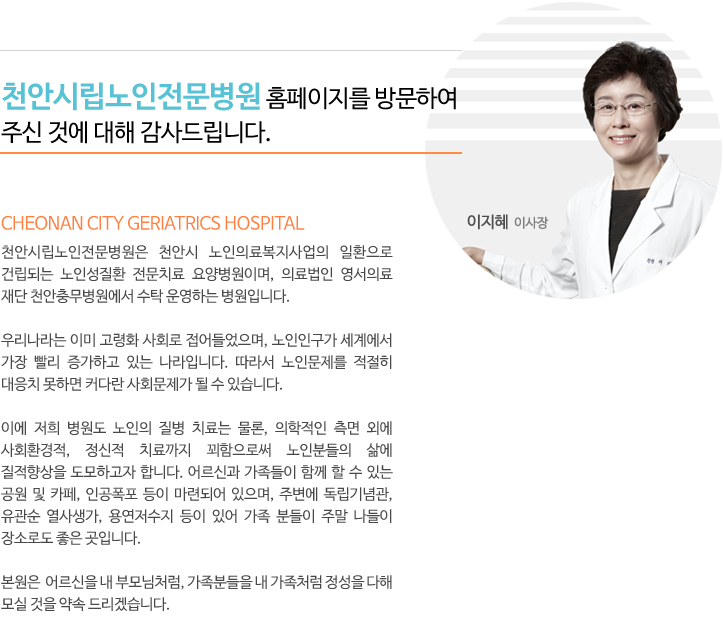 천안시립노인전문병원 홈페이지를 방문하여
주신 것에 대해 감사드립니다.
이지혜 이사장
CHEONAN CITY GERIATRICS HOSPITAL
천안시립노인전문병원은 천안시 노인의료복지사업의 일환으로
건립되는 노인성질환 전문치료 요양병원이며, 의료법인 영서의료
재단 천안충무병원에서 수탁 운영하는 병원입니다.
우리나라는 이미 고령화 사회로 접어들었으며, 노인인구가 세계에서
가장 빨리 증가하고 있는 나라입니다. 따라서 노인문제를 적절히
대응치 못하면 커다란 사회문제가 될 수 있습니다.
이에 저희 병원도 노인의 질병 치료는 물론, 의학적인 측면 외에
사회환경적, 정신적 치료까지 꾀함으로써 노인분들의 삶에
질적향상을 도모하고자 합니다. 어르신과 가족들이 함께 할 수 있는
공원 및 카페, 인공폭포 등이 마련되어 있으며, 주변에 독립기념관,
유관순 열사생가, 용연저수지 등이 있어 가족 분들이 주말 나들이
장소로도 좋은 곳입니다.
본원은 어르신을 내 부모님처럼, 가족분들을 내 가족처럼 정성을 다해
모실 것을 약속 드리겠습니다.